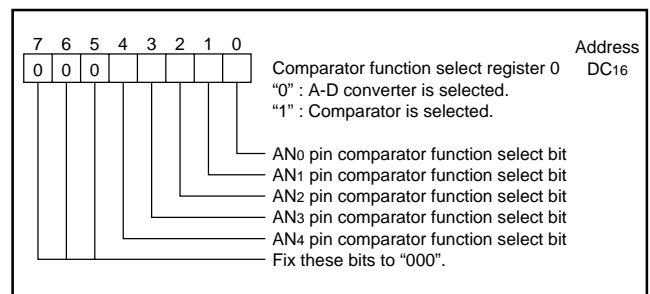 7 6 5 4 3 2 1 0 Address
0 0 0 Comparator function select register 0 DC16
“0” : A-D converter is selected.
“1” : Comparator is selected.
AN0 pin comparator function select bit
AN1 pin comparator function select bit
AN2 pin comparator function select bit
AN3 pin comparator function select bit
AN4 pin comparator function select bit
Fix these bits to “000”.